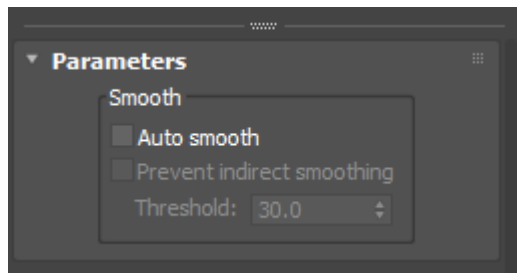 Parameters
Smooth
Auto smooth
Prevent indirect smoothing
Threshold: 30.0